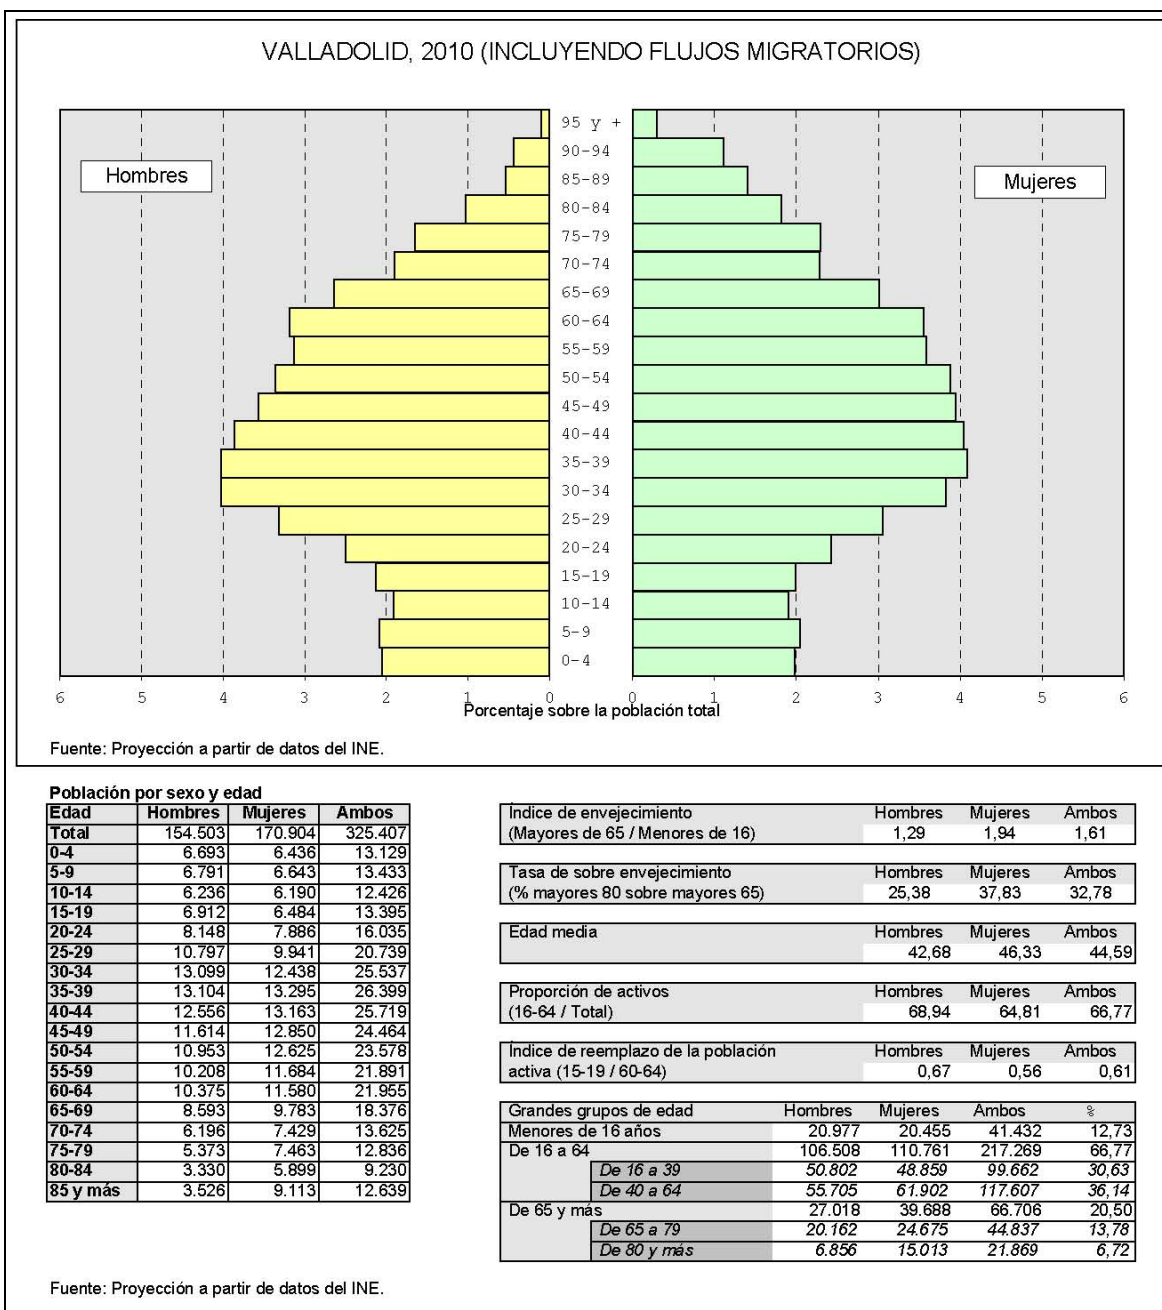 VALLADOLID, 2010 (INCLUYENDO FLUJOS MIGRATORIOS)
Hombres
Mujeres
95 y +
90-94
85-89
80-84
75-79
70-74
65-69
60-64
55-59
50-54
45-49
40-44
35-39
30-34
25-29
20-24
15-19
10-14
5-9
0-4
6 5 4 3 2 1 0 0 1 2 3 4 5 6
Porcentaje sobre la población total
Fuente: Proyección a partir de datos del INE.
Población por sexo y edad
Edad Hombres Mujeres Ambos
Total 154.503 170.904 325.407
0-4 6.693 6.436 13.129
5-9 6.791 6.643 13.433
10-14 6.236 6.190 12.426
15-19 6.912 6.484 13.395
20-24 8.148 7.886 16.035
25-29 10.797 9.941 20.739
30-34 13.099 12.438 25.537
35-39 13.104 13.295 26.399
40-44 12.556 13.163 25.719
45-49 11.614 12.850 24.464
50-54 10.953 12.625 23.578
55-59 10.208 11.684 21.891
60-64 10.375 11.580 21.955
65-69 8.593 9.783 18.376
70-74 6.196 7.429 13.625
75-79 5.373 7.463 12.836
80-84 3.330 5.899 9.230
85 y más 3.526 9.113 12.639
Índice de envejecimiento Hombres Mujeres Ambos
(Mayores de 65 / Menores de 16) 1,29 1,94 1,61
Tasa de sobre envejecimiento Hombres Mujeres Ambos
(% mayores 80 sobre mayores 65) 25,38 37,83 32,78
Edad media Hombres Mujeres Ambos
42,68 46,33 44,59
Proporción de activos Hombres Mujeres Ambos
(16-64 / Total) 68,94 64,81 66,77
Índice de reemplazo de la población Hombres Mujeres Ambos
activa (15-19 / 60-64) 0,67 0,56 0,61
Grandes grupos de edad Hombres Mujeres Ambos %
Menores de 16 años 20.977 20.455 41.432 12,73
De 16 a 64 106.508 110.761 217.269 66,77
De 16 a 39 50.802 48.859 99.662 30,63
De 40 a 64 55.705 61.902 117.607 36,14
De 65 y más 27.018 39.688 66.706 20,50
De 65 a 79 20.162 24.675 44.837 13,78
De 80 y más 6.856 15.013 21.869 6,72
Fuente: Proyección a partir de datos del INE.